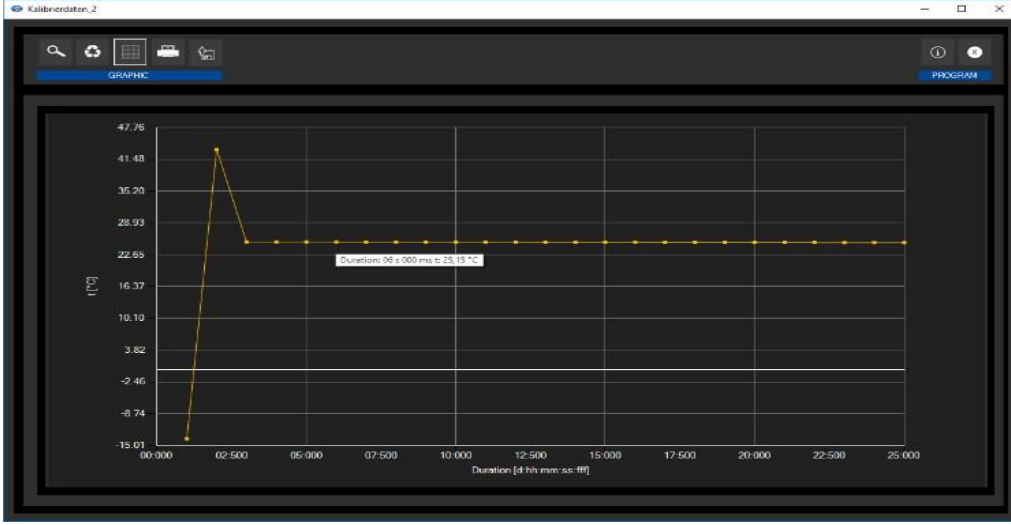 Kalibrierdaten_2
GRAPHIC
PROGRAM
47.76
41.48
35.20
28.93
22.65
16.37
10.10
3.82
-2.46
-8.74
-15.01
t [°C]
Duration: 06 s 000 ms t: 25,15 °C
00:000 02:500 05:000 07:500 10:000 12:500 15:000 17:500 20:000 22:500 25:000
Duration [d:hh:mm:ss:fff]